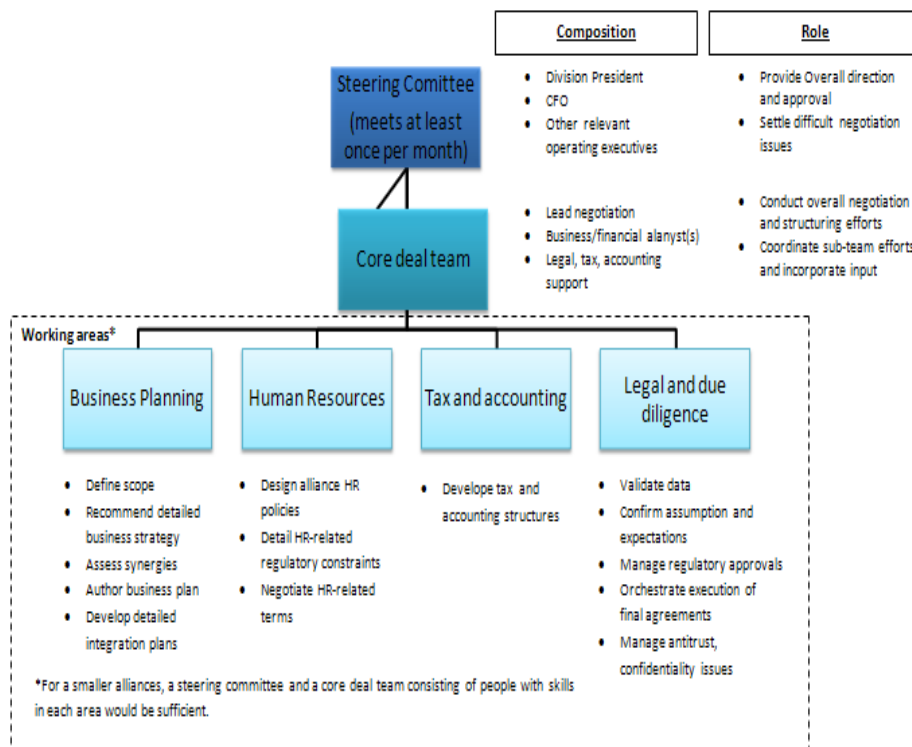 Composition
Role
Steering Comittee
(meets at least
once per month)
• Division President
• CFO
• Other relevant
operating executives
• Provide Overall direction
and approval
• Settle difficult negotiation
issues
Core deal team
• Lead negotiation
• Business/financial alanyst(s)
• Legal, tax, accounting
support
• Conduct overall negotiation
and structuring efforts
• Coordinate sub-team efforts
and incorporate input
Working areas*
Business Planning
• Define scope
• Recommend detailed
business strategy
• Assess synergies
• Author business plan
• Develop detailed
integration plans
Human Resources
• Design alliance HR
policies
• Detail HR-related
regulatory constraints
• Negotiate HR-related
terms
Tax and accounting
• Develope tax and
accounting structures
Legal and due
diligence
• Validate data
• Confirm assumption and
expectations
• Manage regulatory approvals
• Orchestrate execution of
final agreements
• Manage antitrust,
confidentiality issues
*For a smaller alliances, a steering committee and a core deal team consisting of people with skills
in each area would be sufficient.